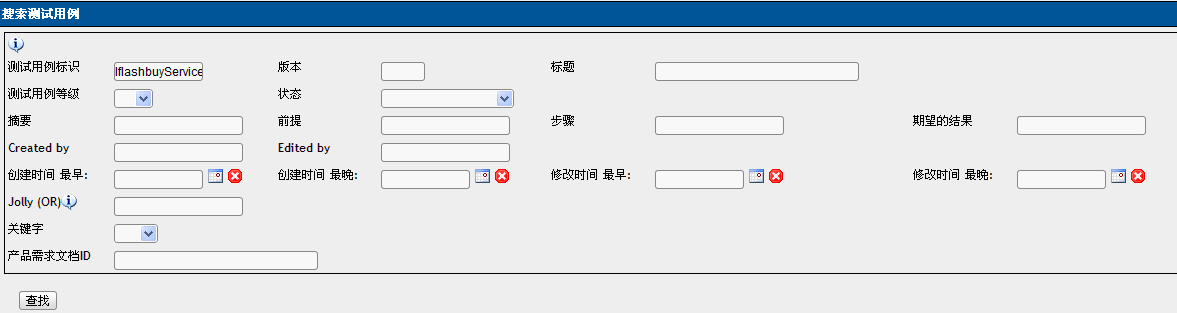 搜索测试用例
测试用例标识 IflashbuyService 版本 标题
测试用例等级 状态
摘要 前提 步骤 期望的结果
Created by Edited by
创建时间 最早: 创建时间 最晚: 修改时间 最早: 修改时间 最晚:
Jolly (OR)
关键字
产品需求文档ID
查找